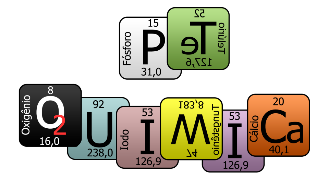 15 Fósforo P 31,0 52 Telúrio Te 127,6
8 Oxigênio O2 16,0 92 U 238,0 53 Iodo I 126,9 183,8 Tungstênio W 74 53 I 126,9 20 Cálcio Ca 40,1